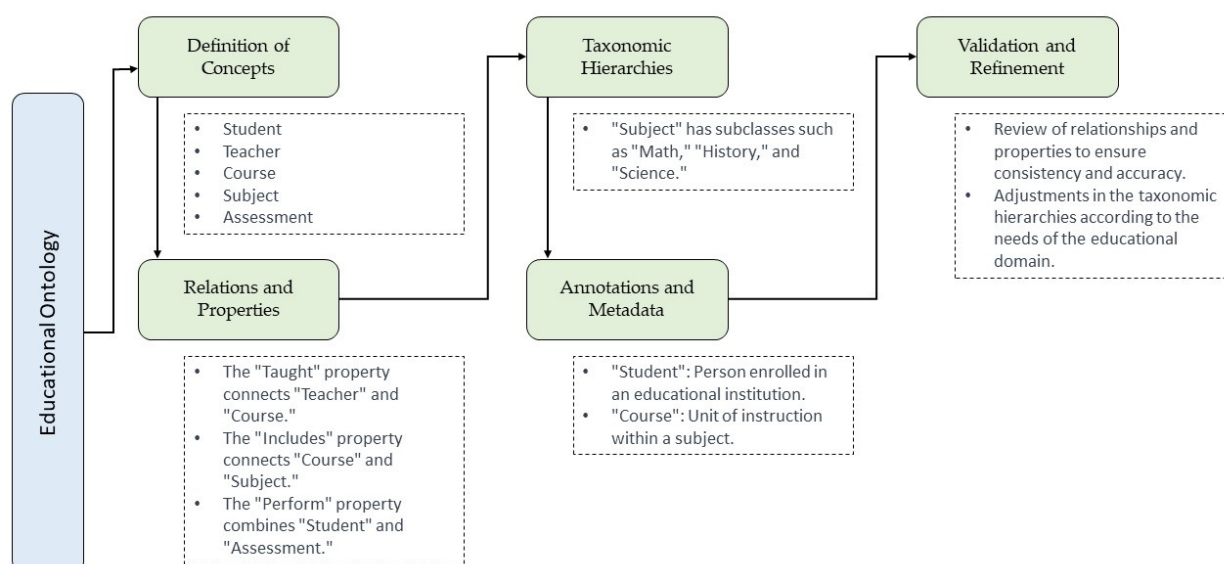 Educational Ontology
Definition of
Concepts
• Student
• Teacher
• Course
• Subject
• Assessment
Relations and
Properties
• The "Taught" property
connects "Teacher" and
"Course."
• The "Includes" property
connects "Course" and
"Subject."
• The "Perform" property
combines "Student" and
"Assessment."
Taxonomic
Hierarchies
• "Subject" has subclasses such
as "Math," "History," and
"Science."
Annotations and
Metadata
• "Student": Person enrolled in
an educational institution.
• "Course": Unit of instruction
within a subject.
Validation and
Refinement
• Review of relationships and
properties to ensure
consistency and accuracy.
• Adjustments in the taxonomic
hierarchies according to the
needs of the educational
domain.